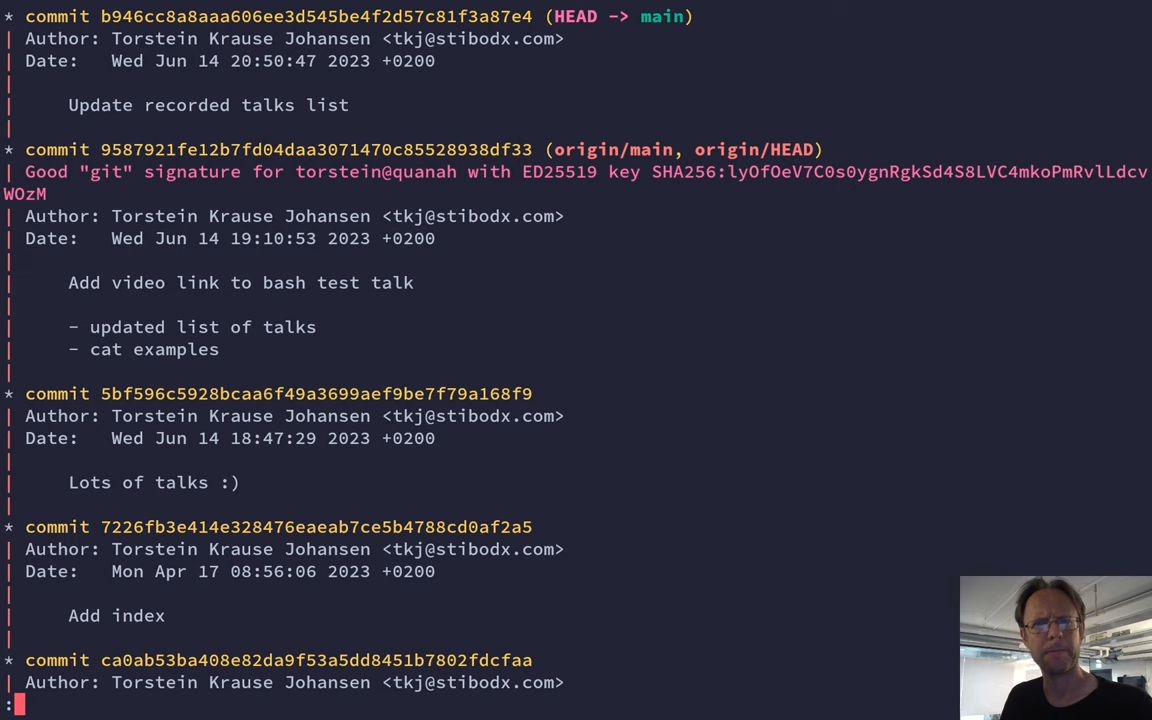 * commit b946cc8a8aaa606ee3d545be4f2d57c81f3a87e4 (HEAD -> main)
| Author: Torstein Krause Johansen <tkj@stibodx.com>
| Date:   Wed Jun 14 20:50:47 2023 +0200
|
|     Update recorded talks list
|
* commit 9587921fe12b7fd04daa3071470c85528938df33 (origin/main, origin/HEAD)
| Good "git" signature for torstein@quanah with ED25519 key SHA256:lyOfOeV7C0s0ygnRgkSd4S8LVC4mkoPmRvlLdcv
WOzM
| Author: Torstein Krause Johansen <tkj@stibodx.com>
| Date:   Wed Jun 14 19:10:53 2023 +0200
|
|     Add video link to bash test talk
|
|     - updated list of talks
|     - cat examples
|
* commit 5bf596c5928bcaa6f49a3699aef9be7f79a168f9
| Author: Torstein Krause Johansen <tkj@stibodx.com>
| Date:   Wed Jun 14 18:47:29 2023 +0200
|
|     Lots of talks :)
|
* commit 7226fb3e414e328476eaeab7ce5b4788cd0af2a5
| Author: Torstein Krause Johansen <tkj@stibodx.com>
| Date:   Mon Apr 17 08:56:06 2023 +0200
|
|     Add index
|
* commit ca0ab53ba408e82da9f53a5dd8451b7802fdcfaa
| Author: Torstein Krause Johansen <tkj@stibodx.com>
: